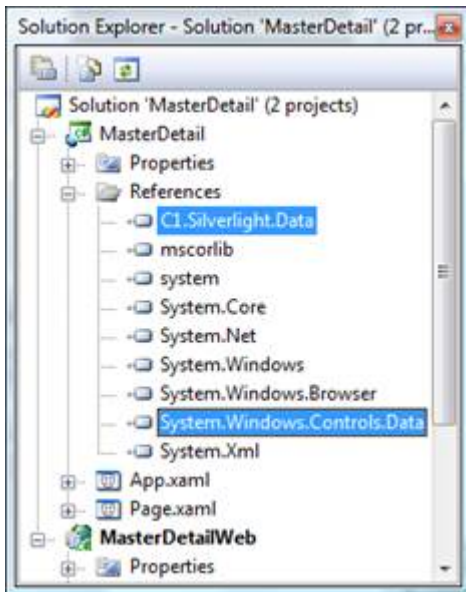 Solution Explorer - Solution 'MasterDetail' (2 pr...
Solution 'MasterDetail' (2 projects)
MasterDetail
Properties
References
C1.Silverlight.Data
mscorlib
system
System.Core
System.Net
System.Windows
System.Windows.Browser
System.Windows.Controls.Data
System.Xml
App.xaml
Page.xaml
MasterDetailWeb
Properties